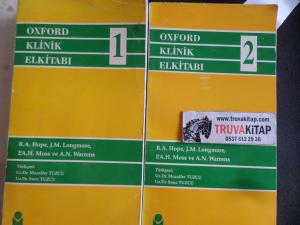 OXFORD
KLİNİK
ELKİTABI
1
R.A. Hope, J.M. Longmore,
P.A.H. Moss ve A.N. Warrens
Türkçesi:
Uz.Dr Muzaffer TUZCU
Uz.Dr Suna TUZCU
OXFORD
KLİNİK
ELKİTABI
2
www.truvakitap.com
TRUVAKİTAP
0537 612 29 30
R.A. Hope, J.M. Longmore,
P.A.H. Moss ve A.N. Warrens
Türkçesi:
Uz.Dr Muzaffer TUZCU
Uz.Dr Suna TUZCU